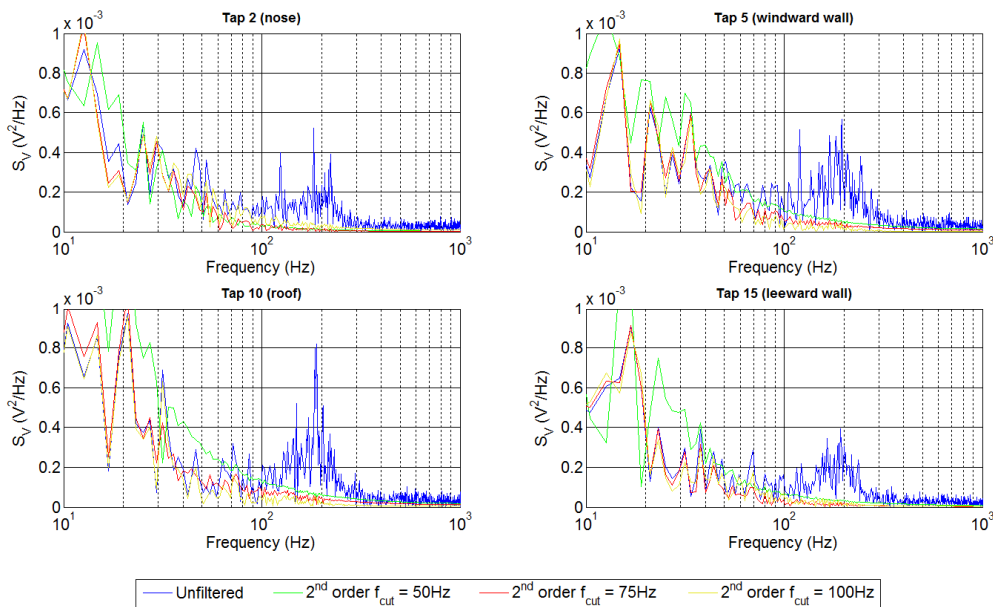 Tap 2 (nose)
x 10^-3
1
0.8
0.6
0.4
0.2
0
S_V (V^2/Hz)
10^1
10^2
10^3
Frequency (Hz)
Tap 5 (windward wall)
x 10^-3
1
0.8
0.6
0.4
0.2
0
S_V (V^2/Hz)
10^1
10^2
10^3
Frequency (Hz)
Tap 10 (roof)
x 10^-3
1
0.8
0.6
0.4
0.2
0
S_V (V^2/Hz)
10^1
10^2
10^3
Frequency (Hz)
Tap 15 (leeward wall)
x 10^-3
1
0.8
0.6
0.4
0.2
0
S_V (V^2/Hz)
10^1
10^2
10^3
Frequency (Hz)
Unfiltered
2^nd order f_cut = 50Hz
2^nd order f_cut = 75Hz
2^nd order f_cut = 100Hz